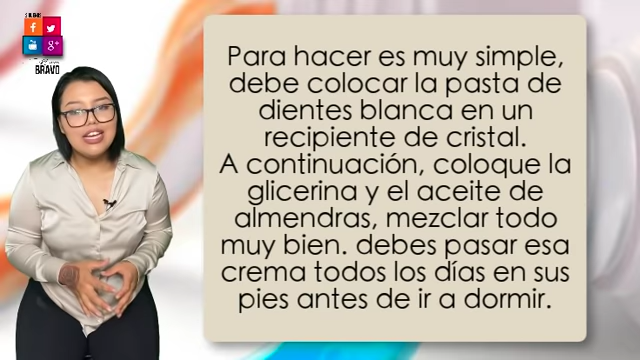 BRAVO
Para hacer es muy simple,
debe colocar la pasta de
dientes blanca en un
recipiente de cristal.
A continuación, coloque la
glicerina y el aceite de
almendras, mezclar todo
muy bien. debes pasar esa
crema todos los días en sus
pies antes de ir a dormir.